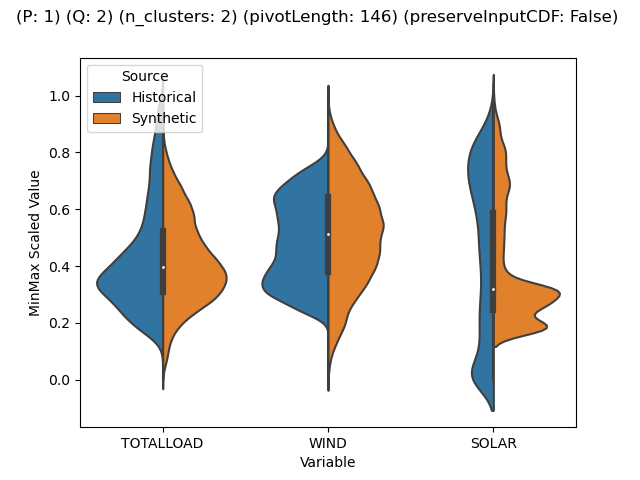 (P: 1) (Q: 2) (n_clusters: 2) (pivotLength: 146) (preserveInputCDF: False)
Source
Historical
Synthetic
1.0
0.8
0.6
0.4
0.2
0.0
MinMax Scaled Value
TOTALLOAD WIND SOLAR
Variable